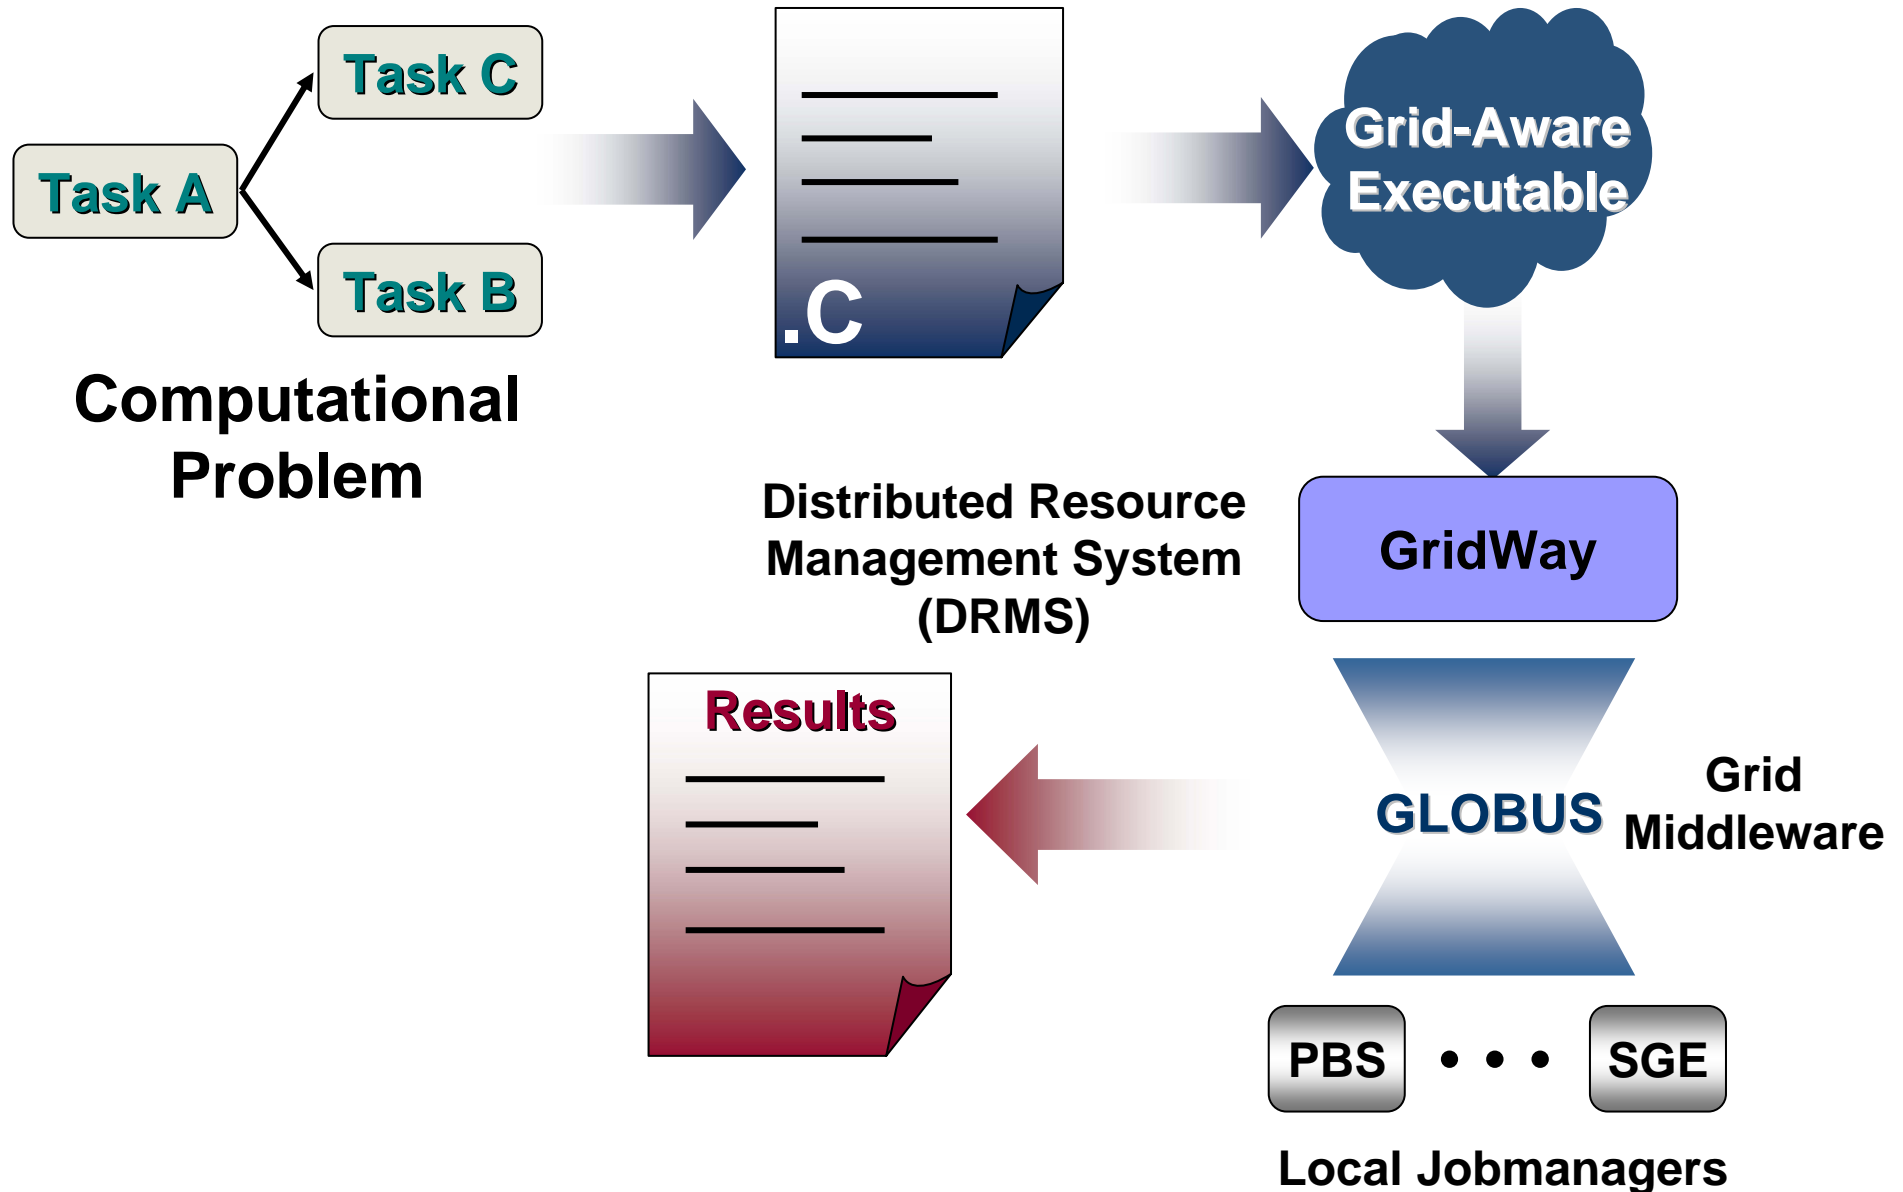 Task C
Task A
Task B
Computational
Problem
.C
Grid-Aware
Executable
Distributed Resource
Management System
(DRMS)
GridWay
Results
GLOBUS
Grid
Middleware
PBS
• • •
SGE
Local Jobmanagers